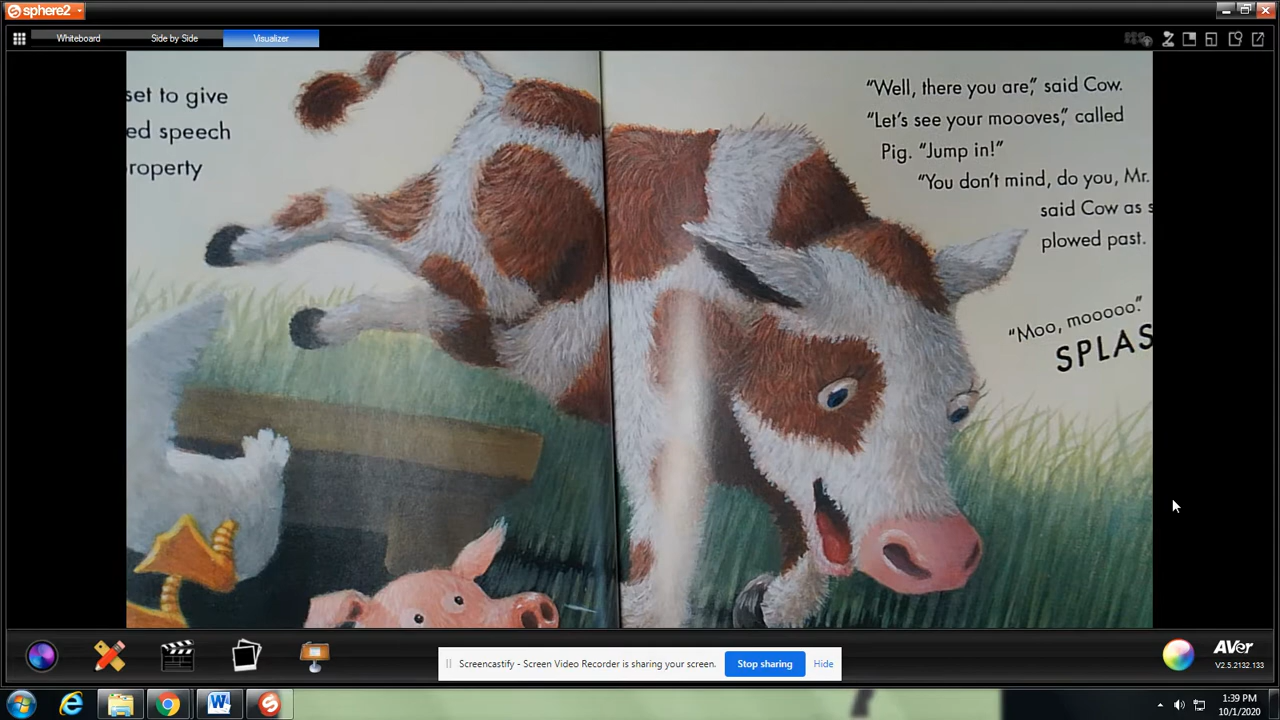 sphere2
Whiteboard
Side by Side
Visualizer
set to give
ed speech
roperty
“Well, there you are,” said Cow.
“Let’s see your moooves,” called
Pig. “Jump in!”
“You don’t mind, do you, Mr.
said Cow as s
plowed past.
“Moo, mooooo.”
SPLAS
Screencastify - Screen Video Recorder is sharing your screen.
Stop sharing
Hide
AVer
V2.5.2132.133
1:39 PM
10/1/2020